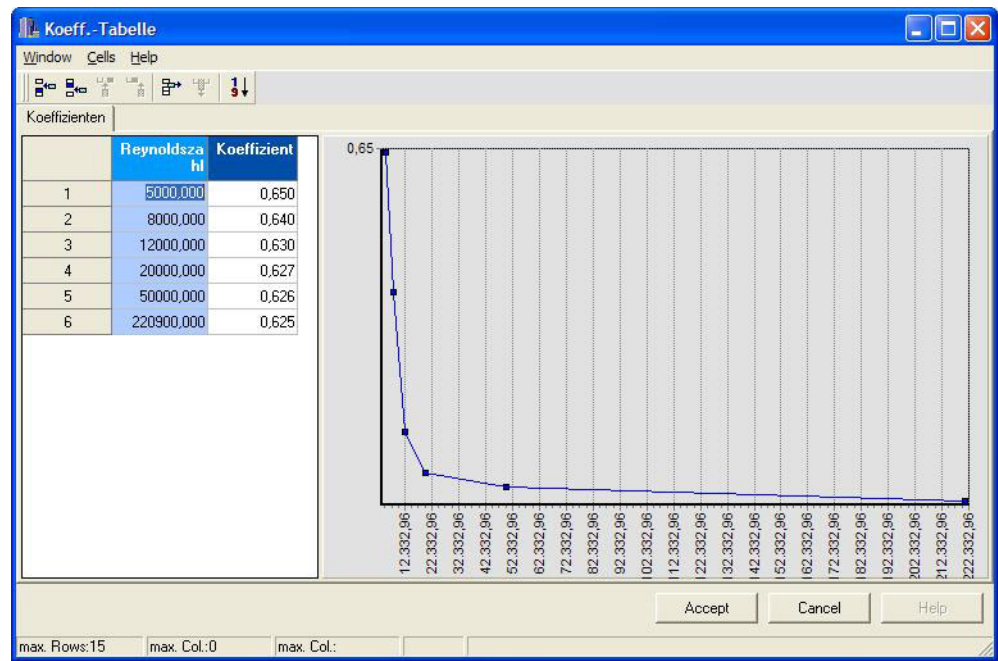 Koeff.-Tabelle
Window Cells Help
1 9
Koeffizienten
Reynoldszahl Koeffizient
1 5000,000 0,650
2 8000,000 0,640
3 12000,000 0,630
4 20000,000 0,627
5 50000,000 0,626
6 220900,000 0,625
0,65
12.332,96
22.332,96
32.332,96
42.332,96
52.332,96
62.332,96
72.332,96
82.332,96
92.332,96
102.332,96
112.332,96
122.332,96
132.332,96
142.332,96
152.332,96
162.332,96
172.332,96
182.332,96
192.332,96
202.332,96
212.332,96
222.332,96
Accept Cancel Help
max. Rows:15 max. Col.:0 max. Col.: